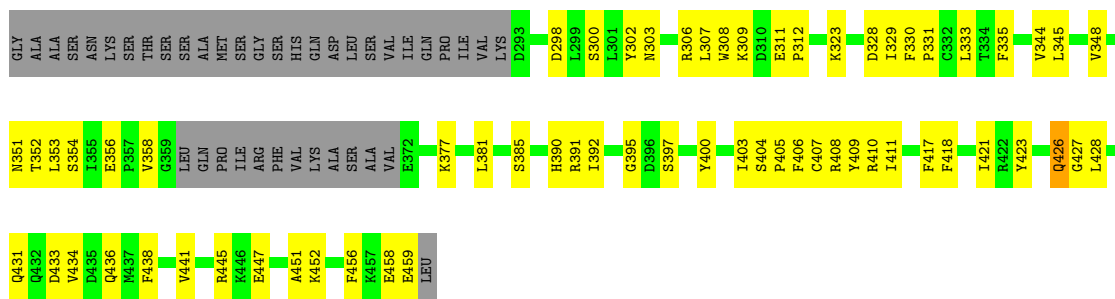 GLY ALA ALA SER ASN LYS SER THR SER SER ALA MET SER GLY SER HIS GLN ASP LEU SER VAL ILE GLN PRO ILE VAL LYS D293 D298 L299 S300 L301 Y302 N303 R306 L307 W308 K309 D310 E311 P312 K323 D328 I329 F330 P331 C332 L333 T334 F335 V344 L345 V348
N351 T352 L353 S354 I355 E356 P357 V358 G359 LEU GLN PRO ILE ARG PHE VAL LYS ALA SER ALA VAL E372 K377 L381 S385 H390 R391 I392 G395 D396 S397 Y400 I403 S404 P405 F406 C407 R408 Y409 R410 I411 F417 F418 I421 R422 Y423 Q426 G427 L428
Q431 Q432 D433 V434 D435 Q436 M437 F438 V441 R445 K446 E447 A451 K452 F456 K457 E458 E459 LEU